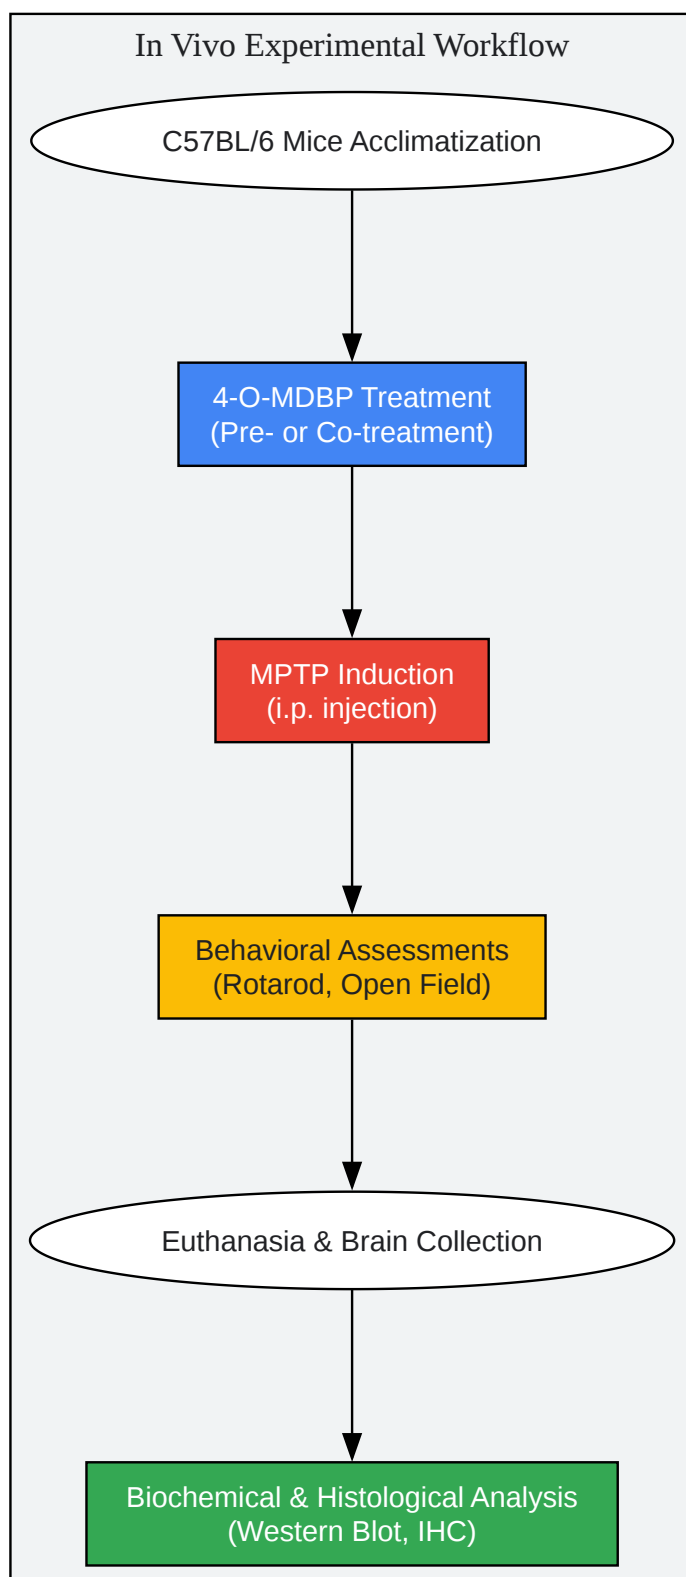 In Vivo Experimental Workflow
C57BL/6 Mice Acclimatization
4-O-MDBP Treatment
(Pre- or Co-treatment)
MPTP Induction
(i.p. injection)
Behavioral Assessments
(Rotarod, Open Field)
Euthanasia & Brain Collection
Biochemical & Histological Analysis
(Western Blot, IHC)